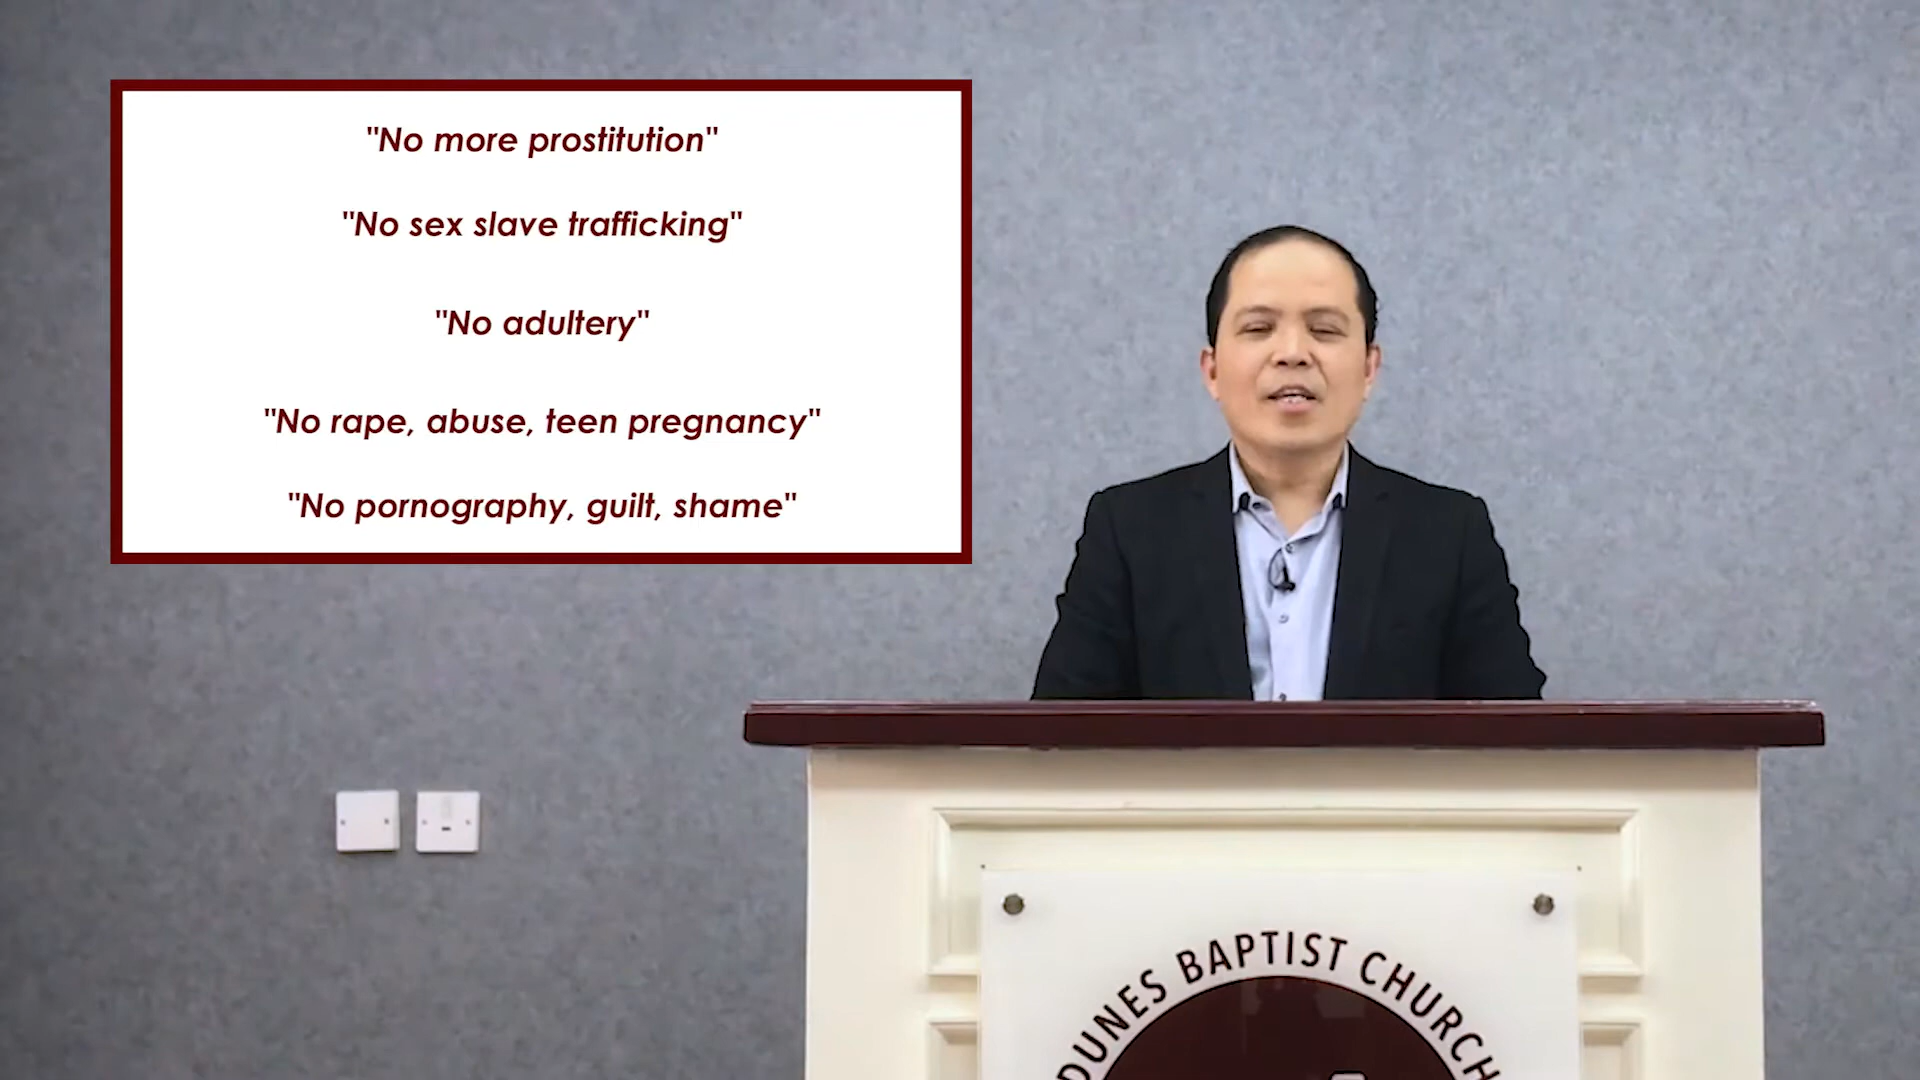 "No more prostitution"
"No sex slave trafficking"
"No adultery"
"No rape, abuse, teen pregnancy"
"No pornography, guilt, shame"
DUNES BAPTIST CHURCH